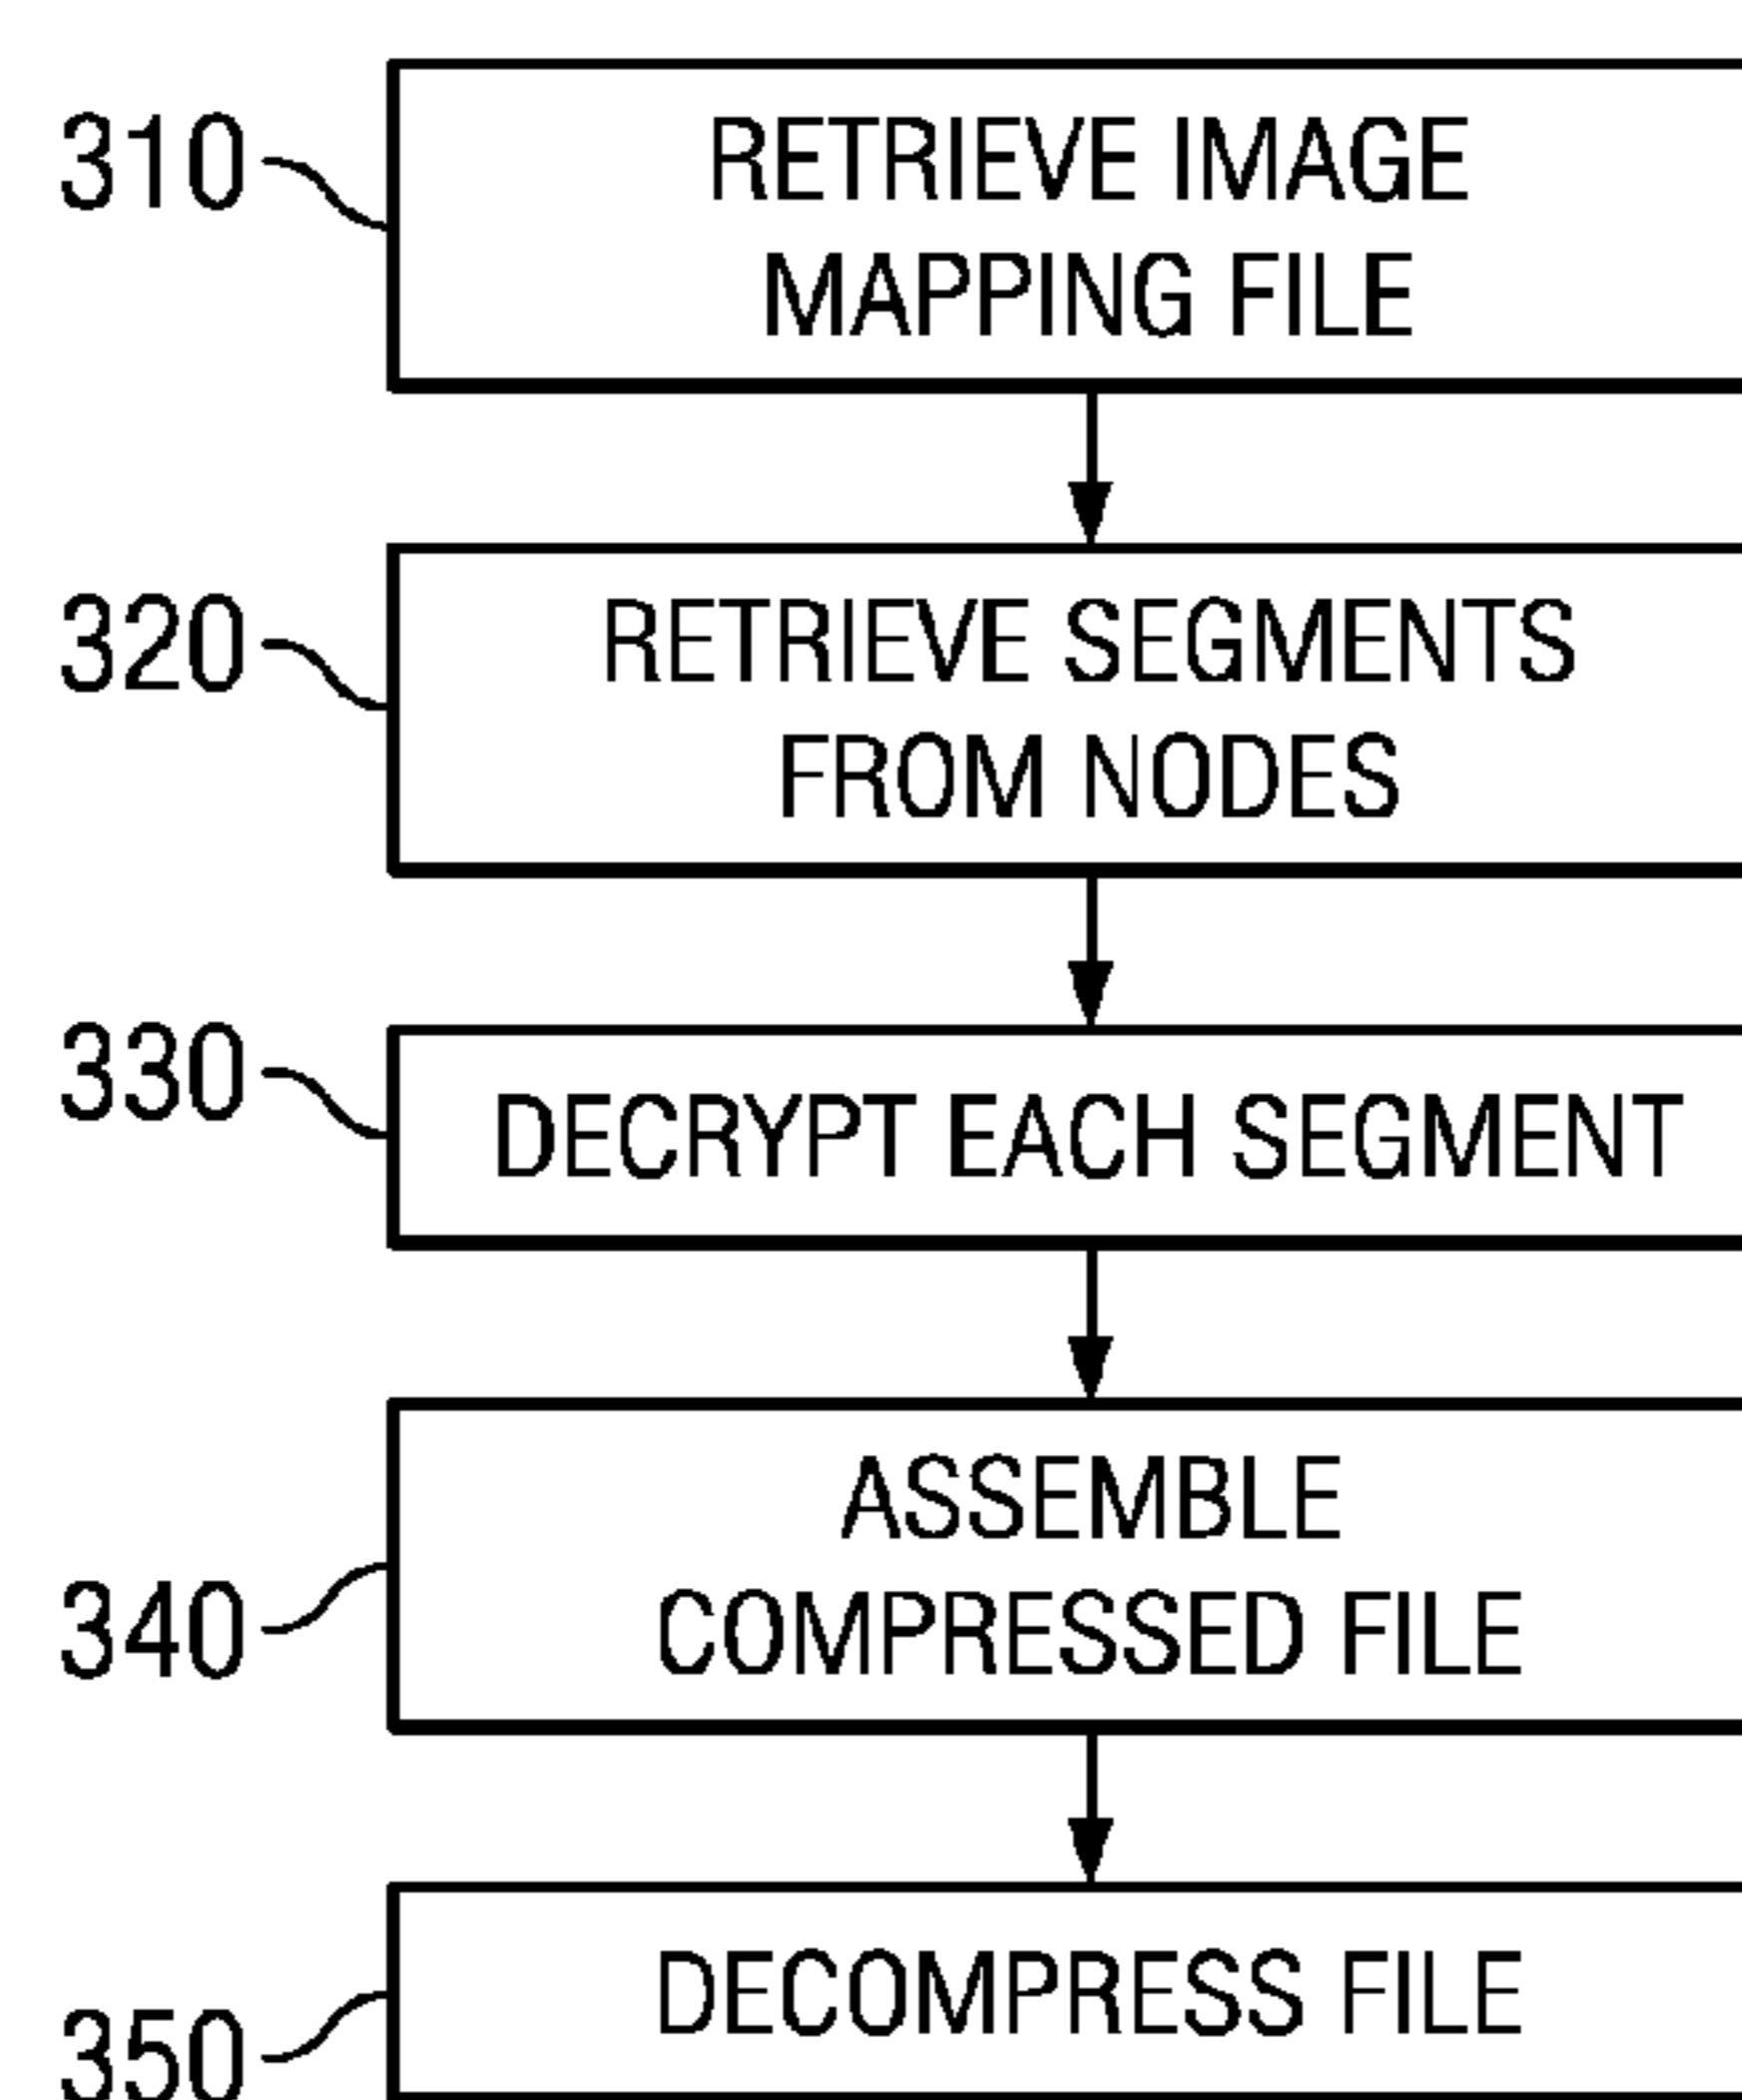 310
RETRIEVE IMAGE
MAPPING FILE
320
RETRIEVE SEGMENTS
FROM NODES
330
DECRYPT EACH SEGMENT
340
ASSEMBLE
COMPRESSED FILE
350
DECOMPRESS FILE